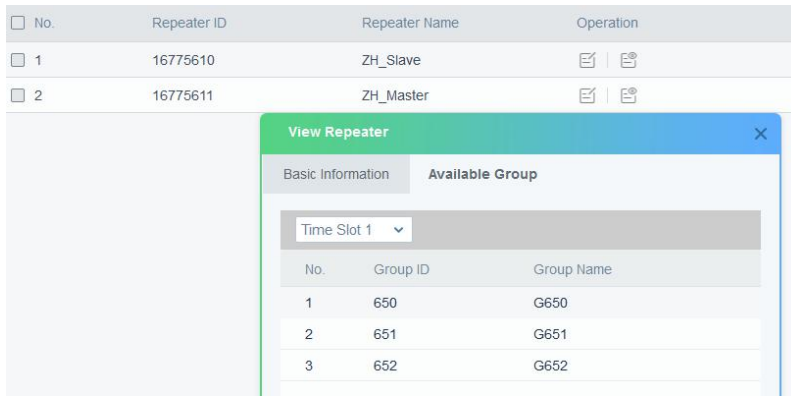 No. Repeater ID Repeater Name Operation
1 16775610 ZH_Slave
2 16775611 ZH_Master
View Repeater
Basic Information Available Group
Time Slot 1
No. Group ID Group Name
1 650 G650
2 651 G651
3 652 G652